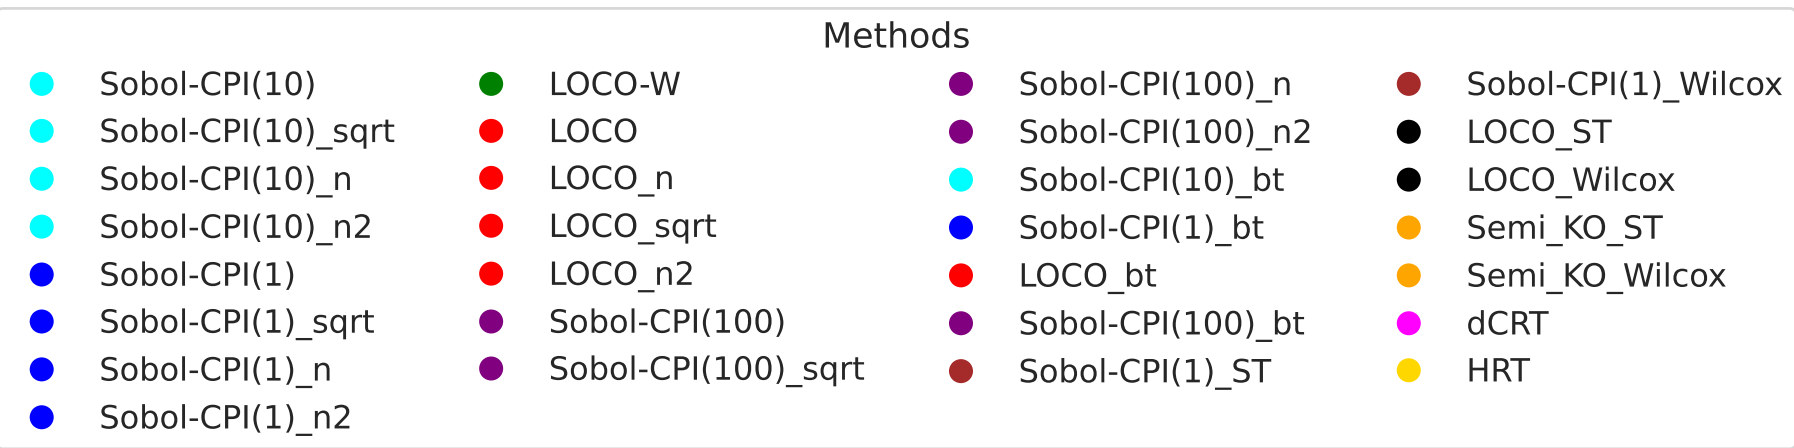 Methods
Sobol-CPI(10)
Sobol-CPI(10)_sqrt
Sobol-CPI(10)_n
Sobol-CPI(10)_n2
Sobol-CPI(1)
Sobol-CPI(1)_sqrt
Sobol-CPI(1)_n
Sobol-CPI(1)_n2
LOCO-W
LOCO
LOCO_n
LOCO_sqrt
LOCO_n2
Sobol-CPI(100)
Sobol-CPI(100)_sqrt
Sobol-CPI(100)_n
Sobol-CPI(100)_n2
Sobol-CPI(10)_bt
Sobol-CPI(1)_bt
LOCO_bt
Sobol-CPI(100)_bt
Sobol-CPI(1)_ST
Sobol-CPI(1)_Wilcox
LOCO_ST
LOCO_Wilcox
Semi_KO_ST
Semi_KO_Wilcox
dCRT
HRT